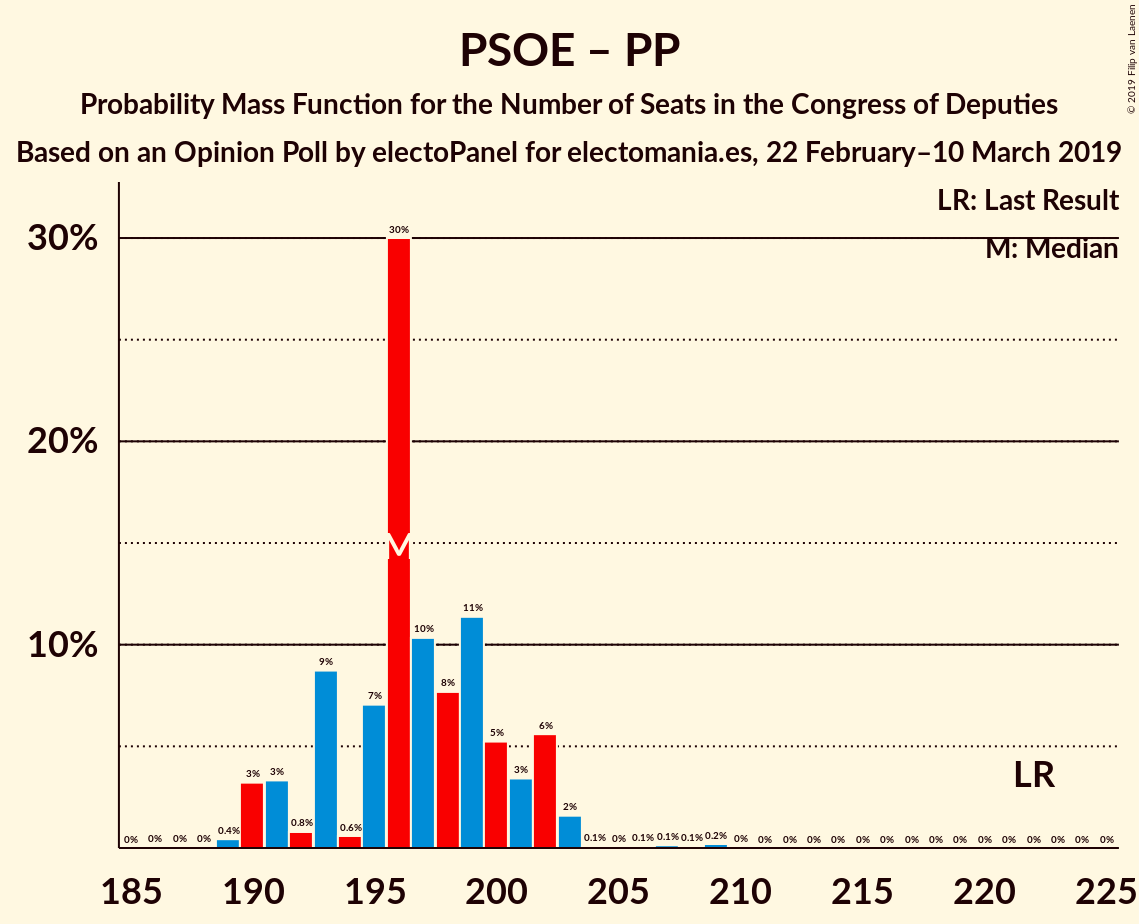 PSOE – PP
Probability Mass Function for the Number of Seats in the Congress of Deputies
Based on an Opinion Poll by electoPanel for electomania.es, 22 February–10 March 2019
© 2019 Filip van Laenen
LR: Last Result
M: Median
30%
20%
10%
0% 0% 0% 0% 0.4% 3% 3% 0.8% 9% 0.6% 7% 30% 10% 8% 11% 5% 3% 6% 2% 0.1% 0% 0.1% 0.1% 0.1% 0.2% 0% 0% 0% 0% 0% 0% 0% 0% 0% 0% 0% 0% 0% 0% 0% 0%
M
LR
185 190 195 200 205 210 215 220 225